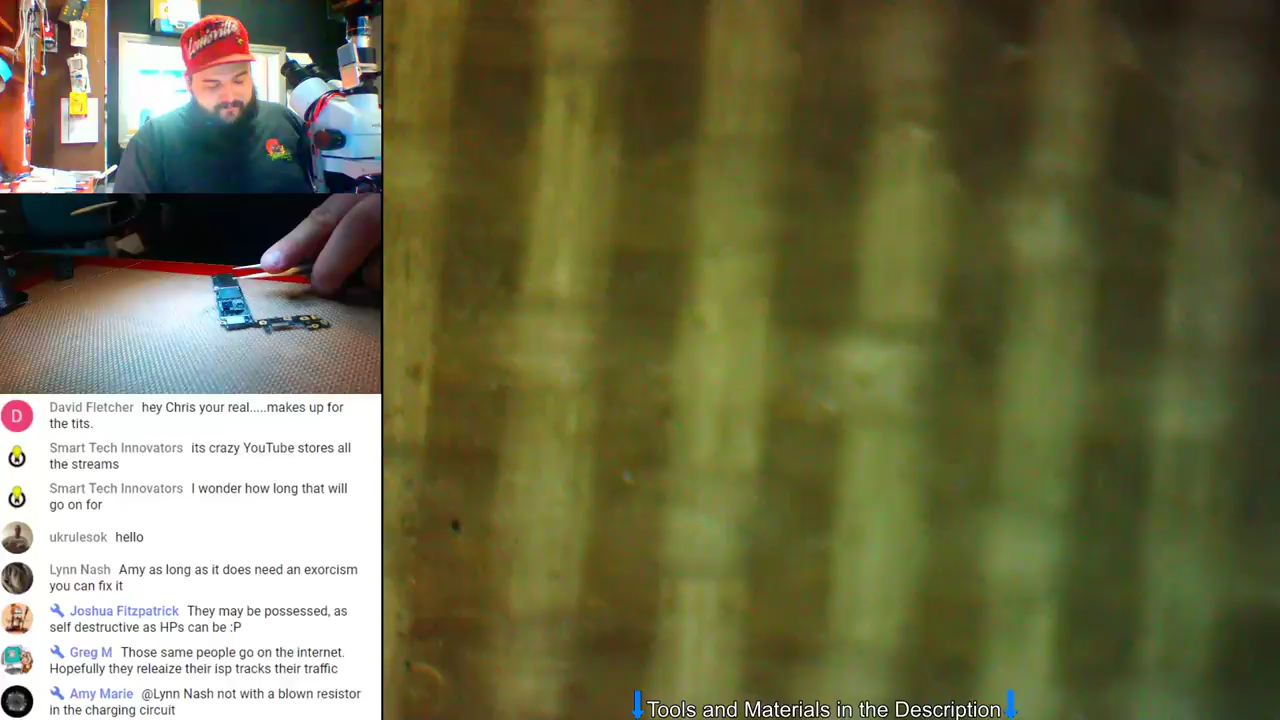 Louisville
David Fletcher hey Chris your real.....makes up for
the tits.
Smart Tech Innovators its crazy YouTube stores all
the streams
Smart Tech Innovators I wonder how long that will
go on for
ukrulesok hello
Lynn Nash Amy as long as it does need an exorcism
you can fix it
Joshua Fitzpatrick They may be possessed, as
self destructive as HPs can be :P
Greg M Those same people go on the internet.
Hopefully they releaize their isp tracks their traffic
Amy Marie @Lynn Nash not with a blown resistor
in the charging circuit
Tools and Materials in the Description
D